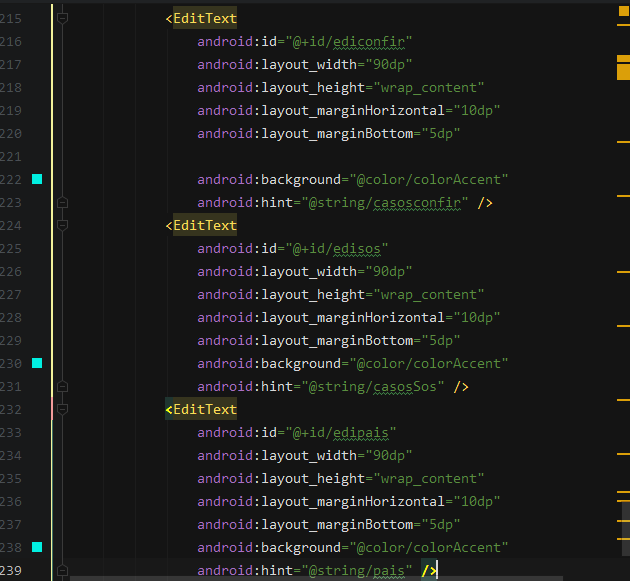 215 <EditText
216 android:id="@+id/ediconfir"
217 android:layout_width="90dp"
218 android:layout_height="wrap_content"
219 android:layout_marginHorizontal="10dp"
220 android:layout_marginBottom="5dp"
221
222 android:background="@color/colorAccent"
223 android:hint="@string/casosconfir" />
224 <EditText
225 android:id="@+id/edisos"
226 android:layout_width="90dp"
227 android:layout_height="wrap_content"
228 android:layout_marginHorizontal="10dp"
229 android:layout_marginBottom="5dp"
230 android:background="@color/colorAccent"
231 android:hint="@string/casosSos" />
232 <EditText
233 android:id="@+id/edipais"
234 android:layout_width="90dp"
235 android:layout_height="wrap_content"
236 android:layout_marginHorizontal="10dp"
237 android:layout_marginBottom="5dp"
238 android:background="@color/colorAccent"
239 android:hint="@string/pais" />